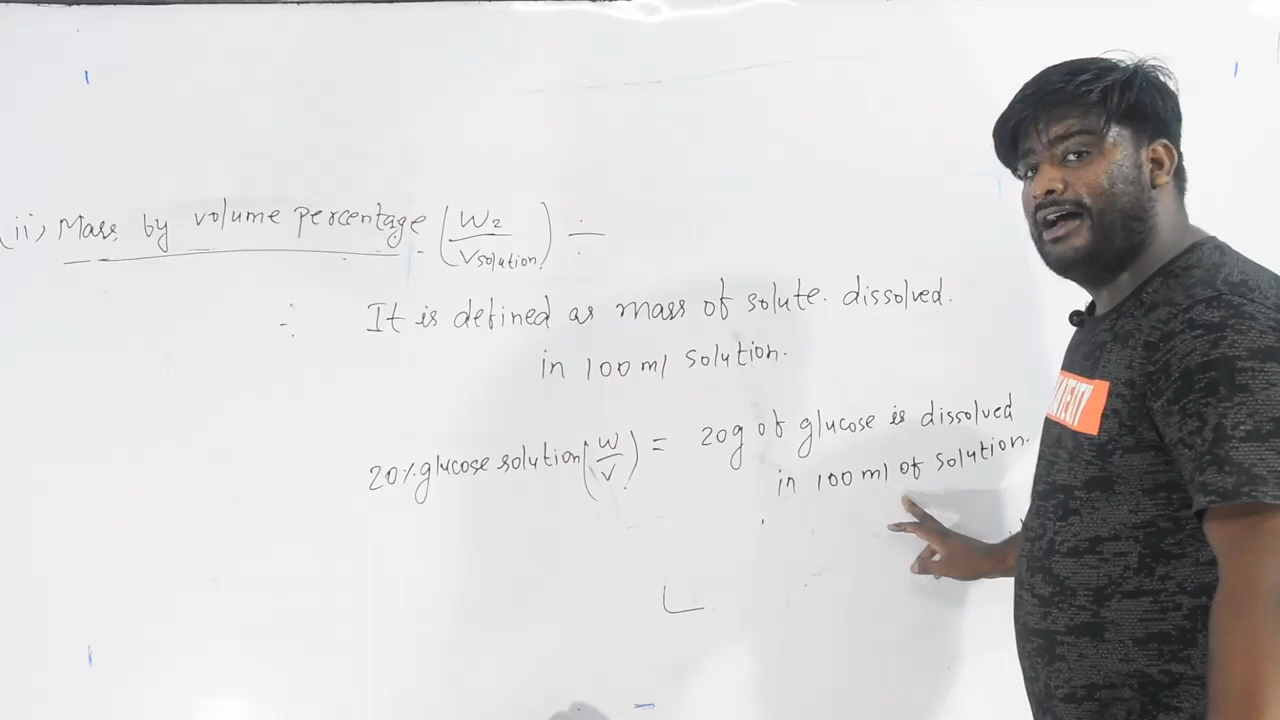 (ii) Mass by volume percentage (W2/Vsolution) ÷
÷ It is defined as mass of solute. dissolved.
in 100 ml solution.
20% glucose solution (W/V) = 20g of glucose is dissolved
in 100 ml of solution.